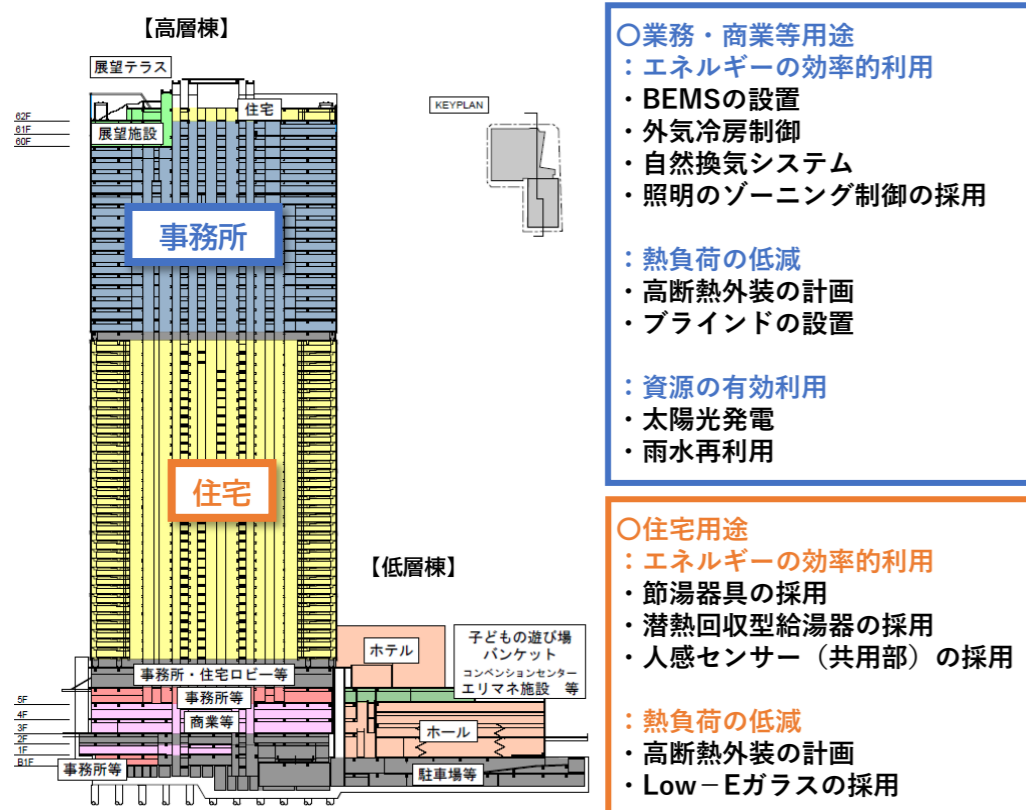 【高層棟】
展望テラス
住宅
展望施設
62F
61F
60F
KEYPLAN
事務所
住宅
【低層棟】
ホテル
子どもの遊び場
バンケット
コンベンションセンター
エリマネ施設 等
事務所・住宅ロビー等
事務所等
商業等
ホール
5F
4F
3F
2F
1F
B1F
事務所等
駐車場等
〇業務・商業等用途
：エネルギーの効率的利用
・BEMSの設置
・外気冷房制御
・自然換気システム
・照明のゾーニング制御の採用
：熱負荷の低減
・高断熱外装の計画
・ブラインドの設置
：資源の有効利用
・太陽光発電
・雨水再利用
〇住宅用途
：エネルギーの効率的利用
・節湯器具の採用
・潜熱回収型給湯器の採用
・人感センサー（共用部）の採用
：熱負荷の低減
・高断熱外装の計画
・Low－Eガラスの採用